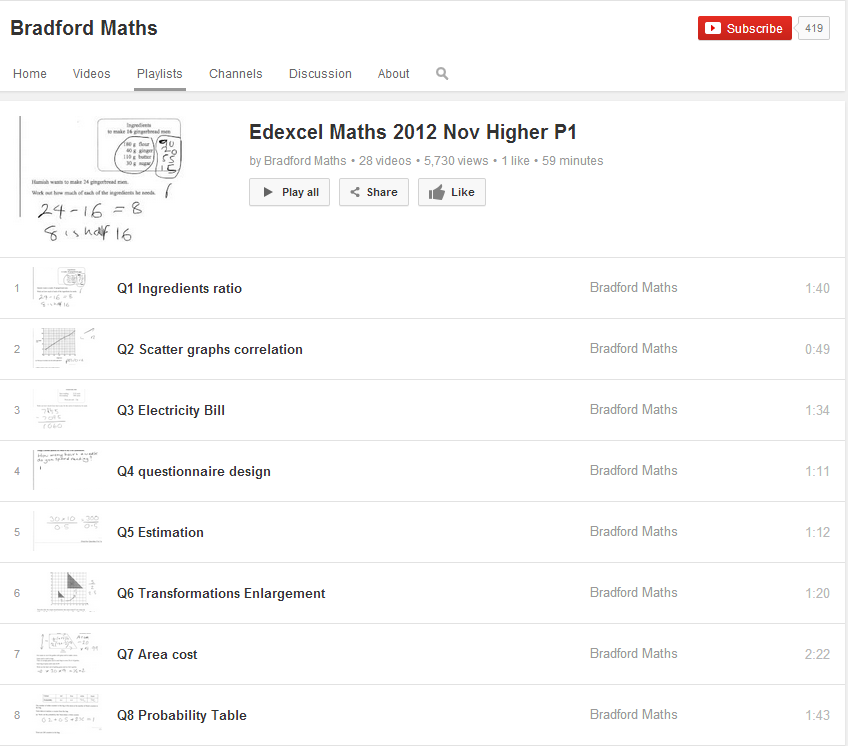 Bradford Maths
Subscribe 419
Home Videos Playlists Channels Discussion About
Ingredients
to make 16 gingerbread men
180 g flour
40 g ginger
110 g butter
30 g sugar
Hamish wants to make 24 gingerbread men.
Work out how much of each of the ingredients he needs.
24-16 = 8
8 is half 16
Edexcel Maths 2012 Nov Higher P1
by Bradford Maths • 28 videos • 5,730 views • 1 like • 59 minutes
Play all Share Like
1 Q1 Ingredients ratio Bradford Maths 1:40
2 Q2 Scatter graphs correlation Bradford Maths 0:49
3 Q3 Electricity Bill Bradford Maths 1:34
4 Q4 questionnaire design Bradford Maths 1:11
5 Q5 Estimation Bradford Maths 1:12
6 Q6 Transformations Enlargement Bradford Maths 1:20
7 Q7 Area cost Bradford Maths 2:22
8 Q8 Probability Table Bradford Maths 1:43